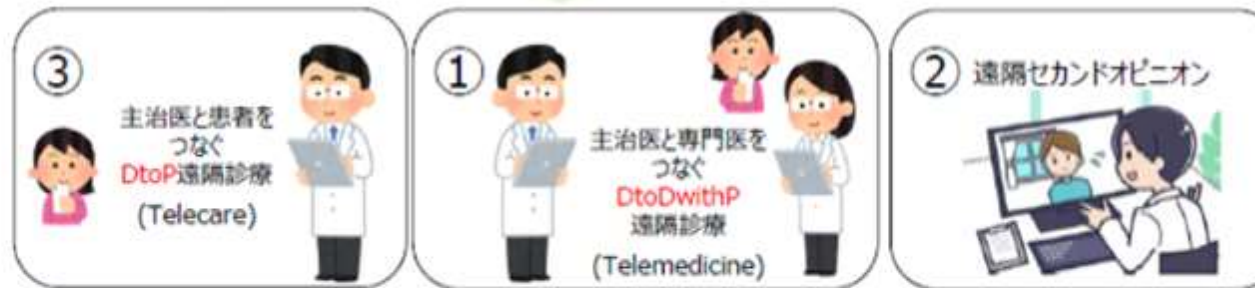 ③
主治医と患者を
つなぐ
DtoP遠隔診療
(Telecare)
①
主治医と専門医を
つなぐ
DtoDwithP
遠隔診療
(Telemedicine)
② 遠隔セカンドオピニオン